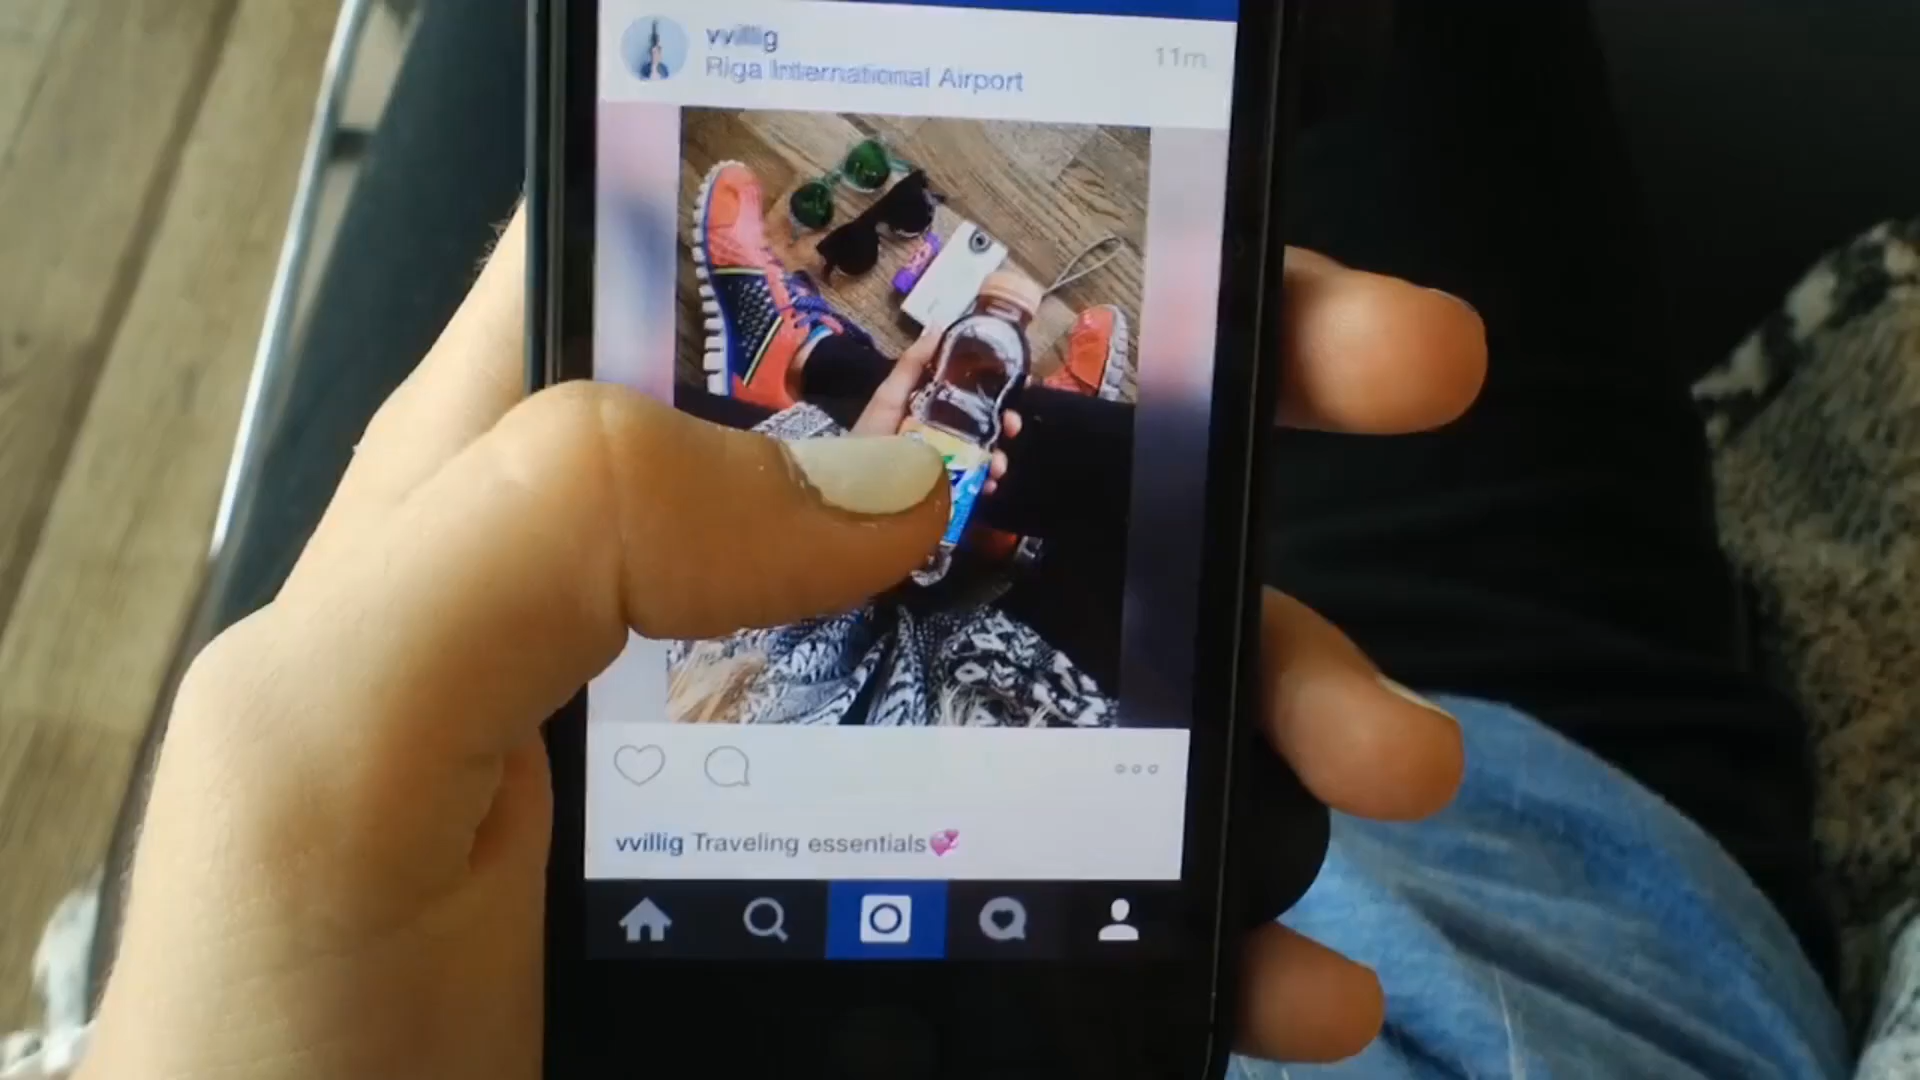 vvillig
11m
Riga International Airport
vvillig Traveling essentials